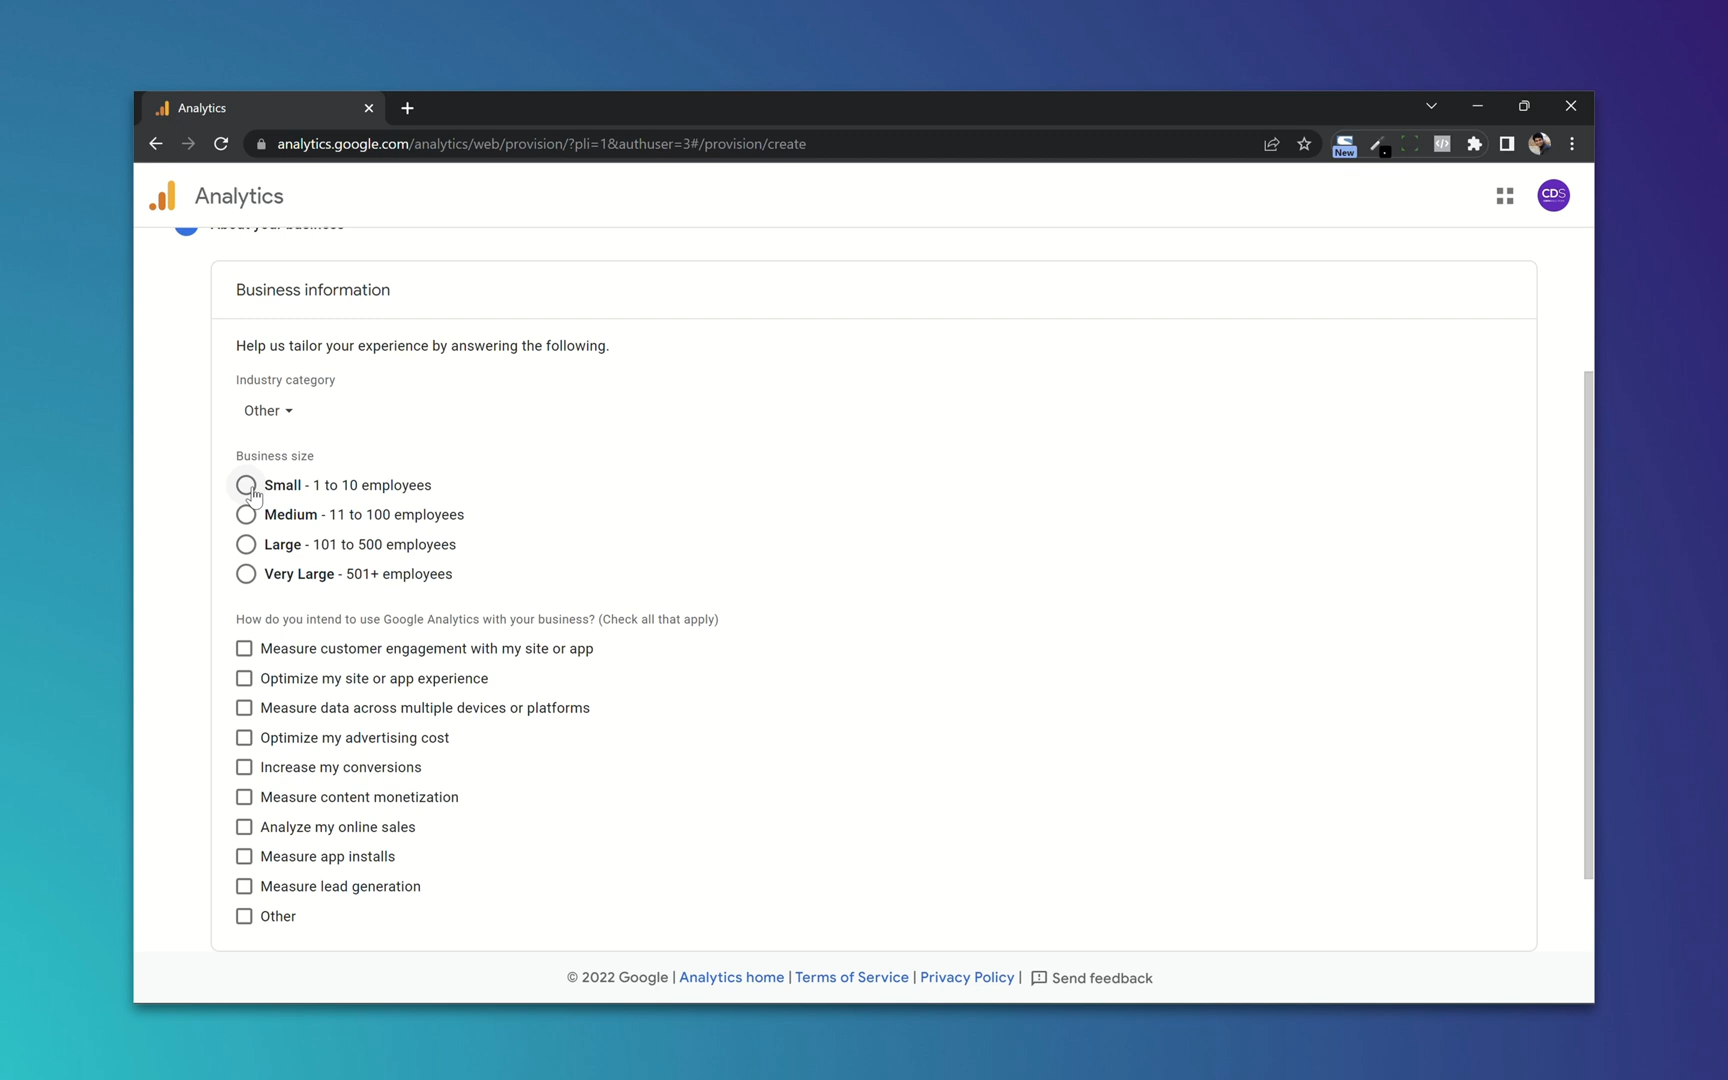 Analytics
analytics.google.com/analytics/web/provision/?pli=1&authuser=3#/provision/create
New
Analytics
CDS
About your business
Business information
Help us tailor your experience by answering the following.
Industry category
Other
Business size
Small - 1 to 10 employees
Medium - 11 to 100 employees
Large - 101 to 500 employees
Very Large - 501+ employees
How do you intend to use Google Analytics with your business? (Check all that apply)
Measure customer engagement with my site or app
Optimize my site or app experience
Measure data across multiple devices or platforms
Optimize my advertising cost
Increase my conversions
Measure content monetization
Analyze my online sales
Measure app installs
Measure lead generation
Other
© 2022 Google | Analytics home | Terms of Service | Privacy Policy | Send feedback